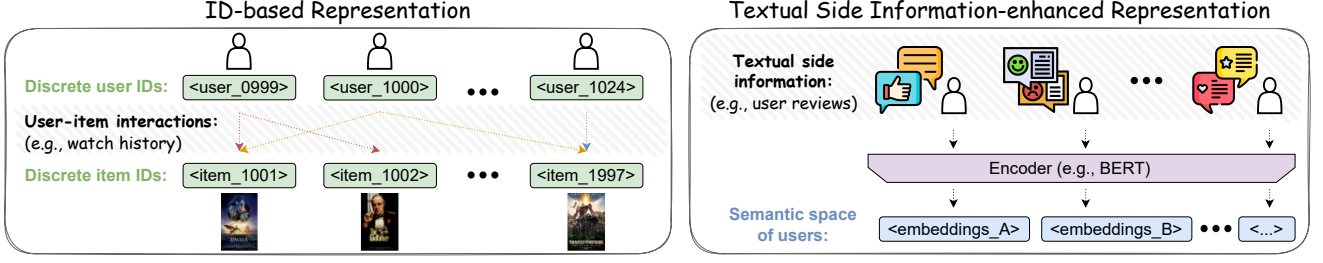 ID-based Representation
Discrete user IDs:
<user_0999>
<user_1000>
<user_1024>
User-item interactions:
(e.g., watch history)
Discrete item IDs:
<item_1001>
<item_1002>
<item_1997>
Textual Side Information-enhanced Representation
Textual side
information:
(e.g., user reviews)
Encoder (e.g., BERT)
Semantic space
of users:
<embeddings_A>
<embeddings_B>
<...>